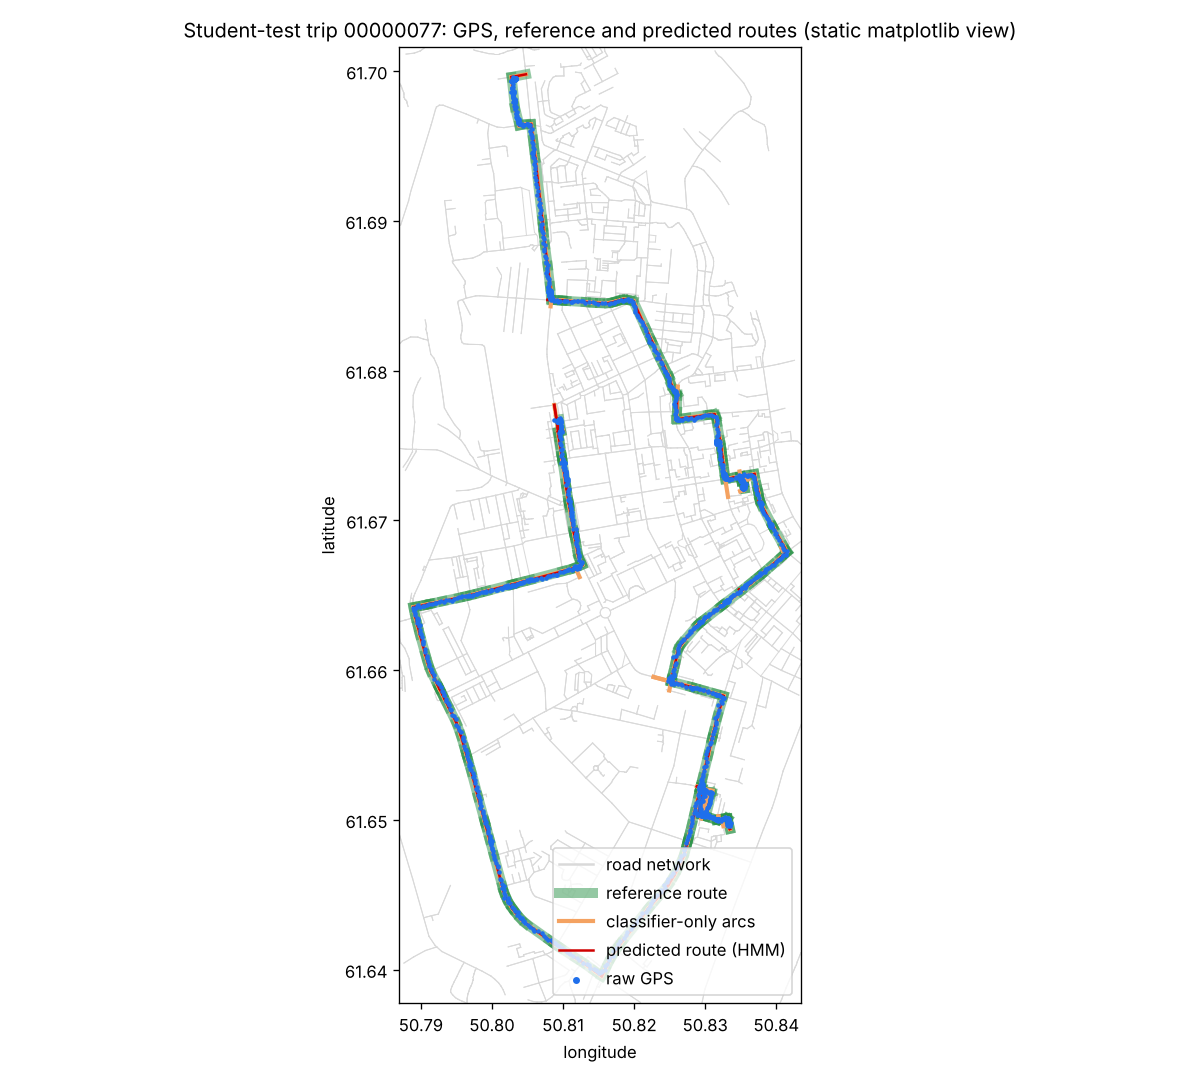 Student-test trip 00000077: GPS, reference and predicted routes (static matplotlib view)
61.70
61.69
61.68
61.67
61.66
61.65
61.64
latitude
road network
reference route
classifier-only arcs
predicted route (HMM)
raw GPS
50.79 50.80 50.81 50.82 50.83 50.84
longitude